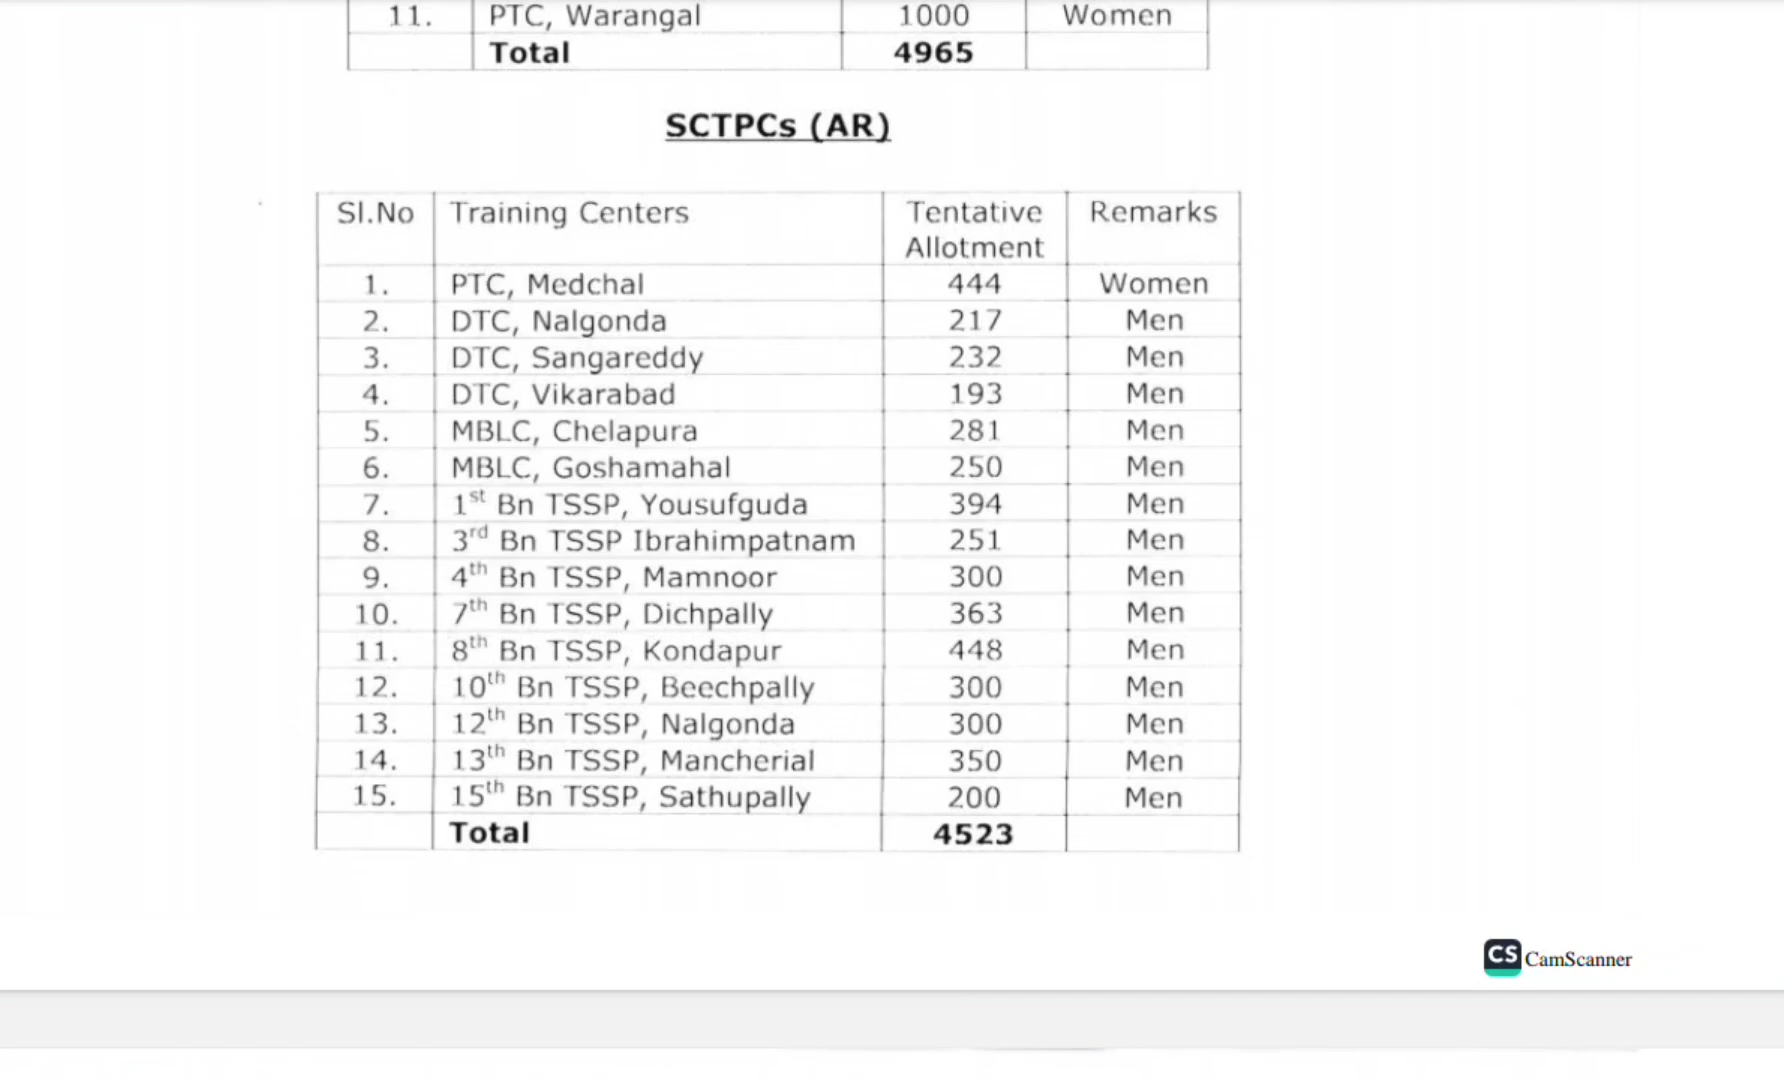 11. PTC, Warangal 1000 Women
Total 4965
SCTPCs (AR)
Sl.No Training Centers Tentative Allotment Remarks
1. PTC, Medchal 444 Women
2. DTC, Nalgonda 217 Men
3. DTC, Sangareddy 232 Men
4. DTC, Vikarabad 193 Men
5. MBLC, Chelapura 281 Men
6. MBLC, Goshamahal 250 Men
7. 1st Bn TSSP, Yousufguda 394 Men
8. 3rd Bn TSSP Ibrahimpatnam 251 Men
9. 4th Bn TSSP, Mamnoor 300 Men
10. 7th Bn TSSP, Dichpally 363 Men
11. 8th Bn TSSP, Kondapur 448 Men
12. 10th Bn TSSP, Beechpally 300 Men
13. 12th Bn TSSP, Nalgonda 300 Men
14. 13th Bn TSSP, Mancherial 350 Men
15. 15th Bn TSSP, Sathupally 200 Men
Total 4523
CS CamScanner